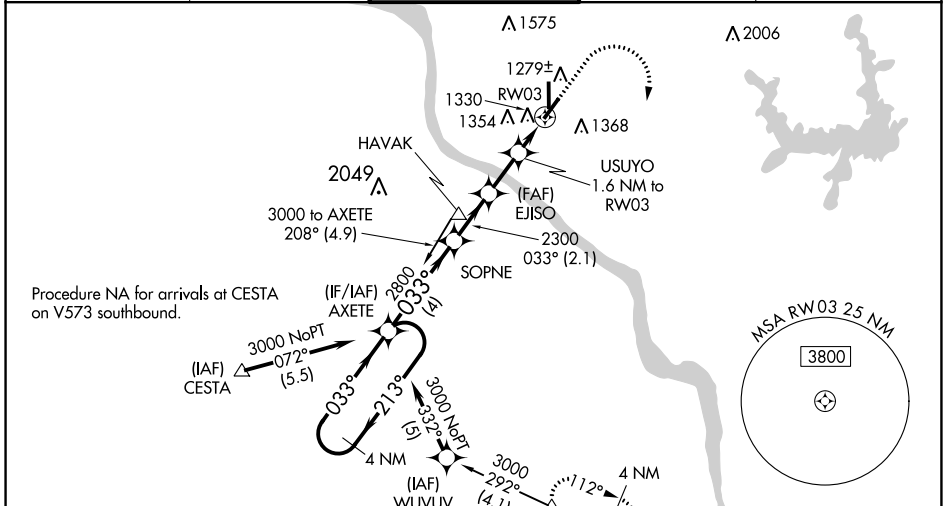 1575
2006
1279±
RW03
1330
1354
1368
HAVAK
2049
USUYO
1.6 NM to
RW03
(FAF)
EJISO
3000 to AXETE
208° (4.9)
2300
033° (2.1)
SOPNE
2800
033°
(4)
Procedure NA for arrivals at CESTA
on V573 southbound.
(IF/IAF)
AXETE
MSA RW03 25 NM
3800
3000 NoPT
072°
(5.5)
(IAF)
CESTA
033°
213°
3000 NoPT
332°
(5)
4 NM
3000
292°
(4.1)
112°
4 NM
(IAF)